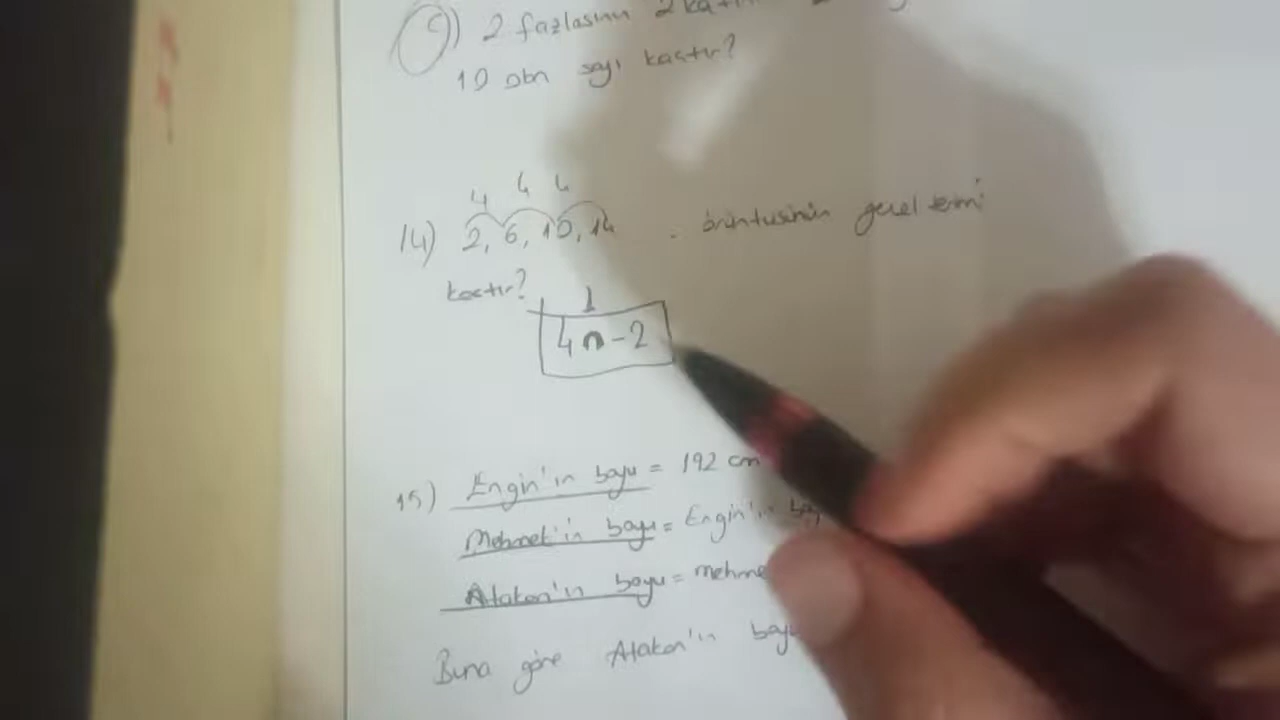 9) 2 fazlasının 2 katı
10 olan sayı kaçtır?
4 4 4
14) 2, 6, 10, 14 . örüntüsünün genel terimi
kaçtır?
1
4n-2
15) Engin'in boyu = 192 cm
Mehmet'in boyu = Engin'in
Atakan'ın boyu = mehme
Buna göre Atakan'ın boyu